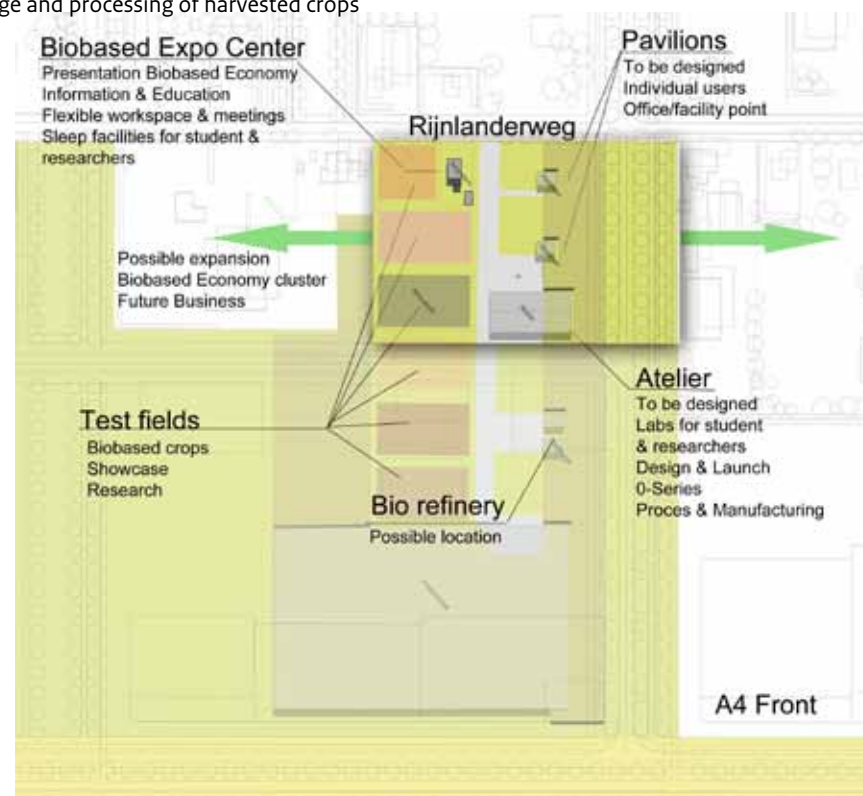 ge and processing of harvested crops
Biobased Expo Center
Presentation Biobased Economy
Information & Education
Flexible workspace & meetings
Sleep facilities for student &
researchers
Pavilions
To be designed
Individual users
Office/facility point
Rijnlanderweg
Possible expansion
Biobased Economy cluster
Future Business
Test fields
Biobased crops
Showcase
Research
Atelier
To be designed
Labs for student
& researchers
Design & Launch
0-Series
Proces & Manufacturing
Bio refinery
Possible location
A4 Front